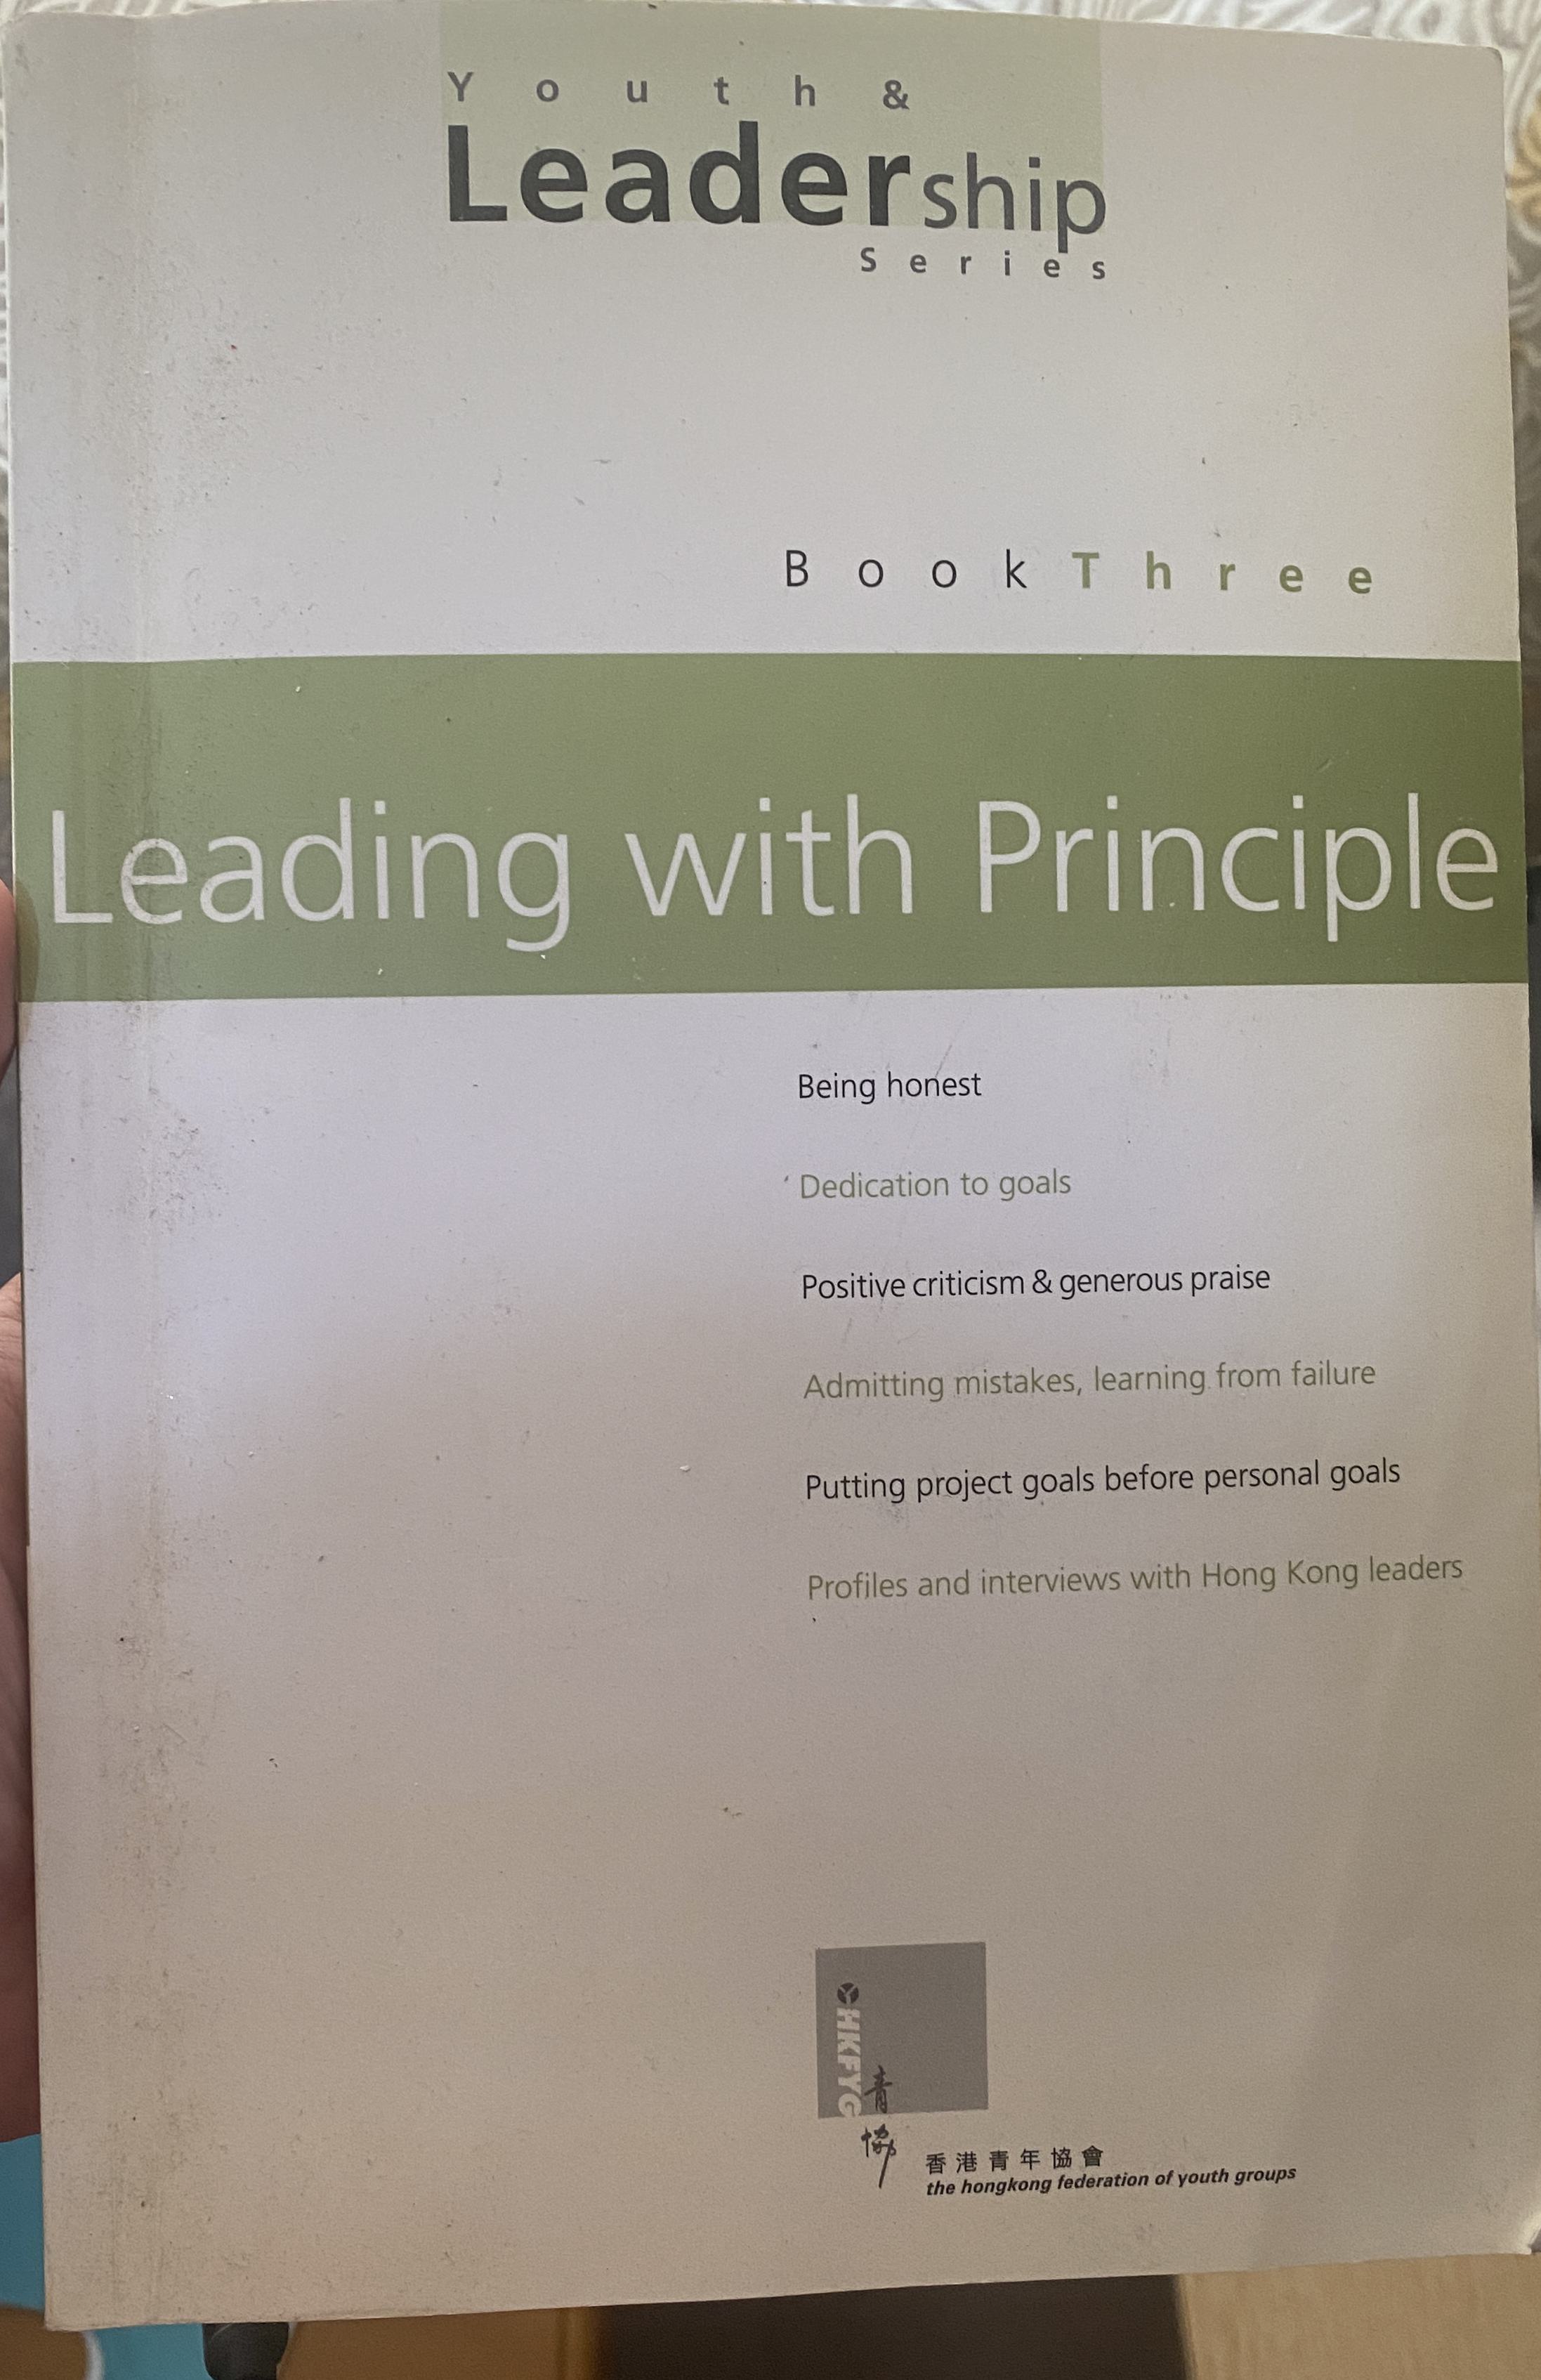 Youth &
Leadership
Series
Book Three
Leading with Principle
Being honest
Dedication to goals
Positive criticism & generous praise
Admitting mistakes, learning from failure
Putting project goals before personal goals
Profiles and interviews with Hong Kong leaders
HKFYG
青協
香港青年協會
the hongkong federation of youth groups